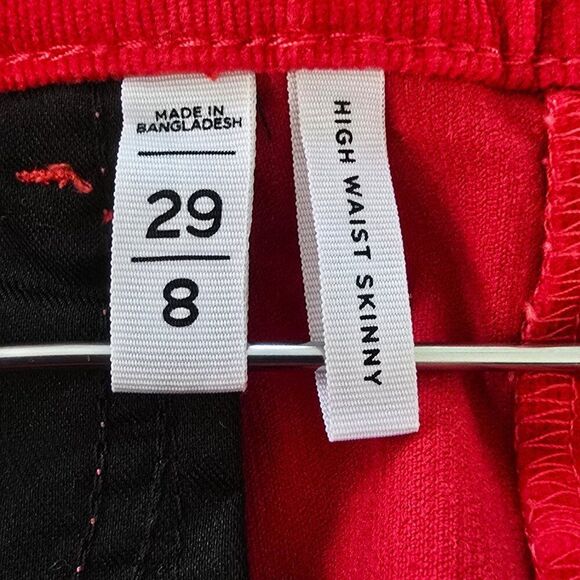 MADE IN
BANGLADESH
29
8
HIGH WAIST SKINNY